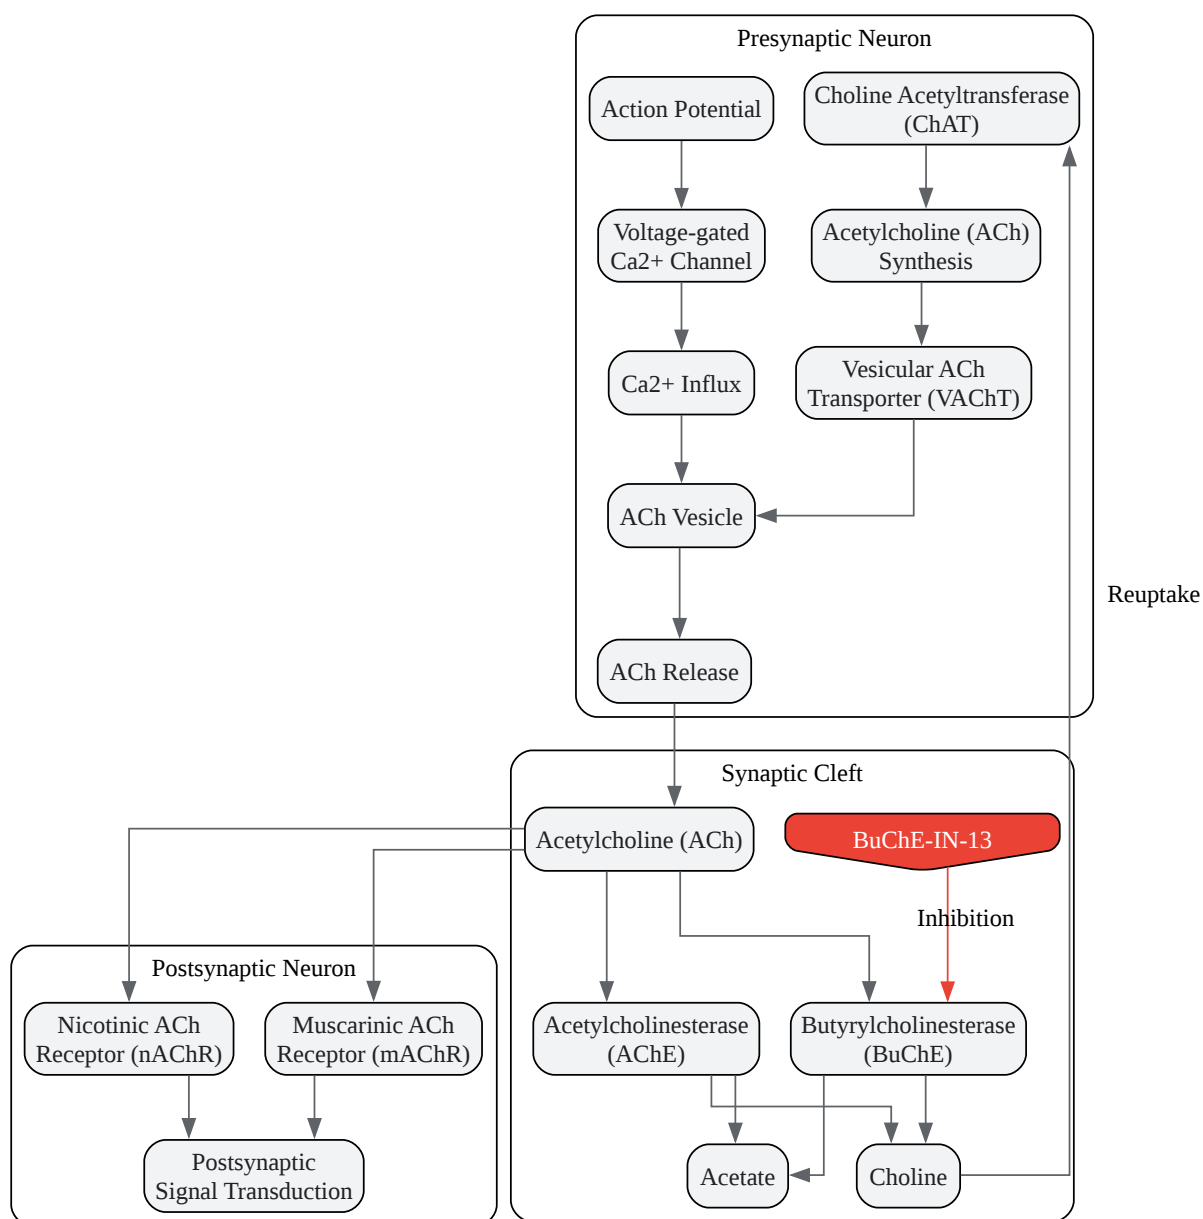 Presynaptic Neuron
Action Potential
Choline Acetyltransferase
(ChAT)
Voltage-gated
Ca2+ Channel
Acetylcholine (ACh)
Synthesis
Ca2+ Influx
Vesicular ACh
Transporter (VAChT)
ACh Vesicle
Reuptake
ACh Release
Synaptic Cleft
Acetylcholine (ACh)
BuChE-IN-13
Inhibition
Postsynaptic Neuron
Nicotinic ACh
Receptor (nAChR)
Muscarinic ACh
Receptor (mAChR)
Acetylcholinesterase
(AChE)
Butyrylcholinesterase
(BuChE)
Postsynaptic
Signal Transduction
Acetate
Choline